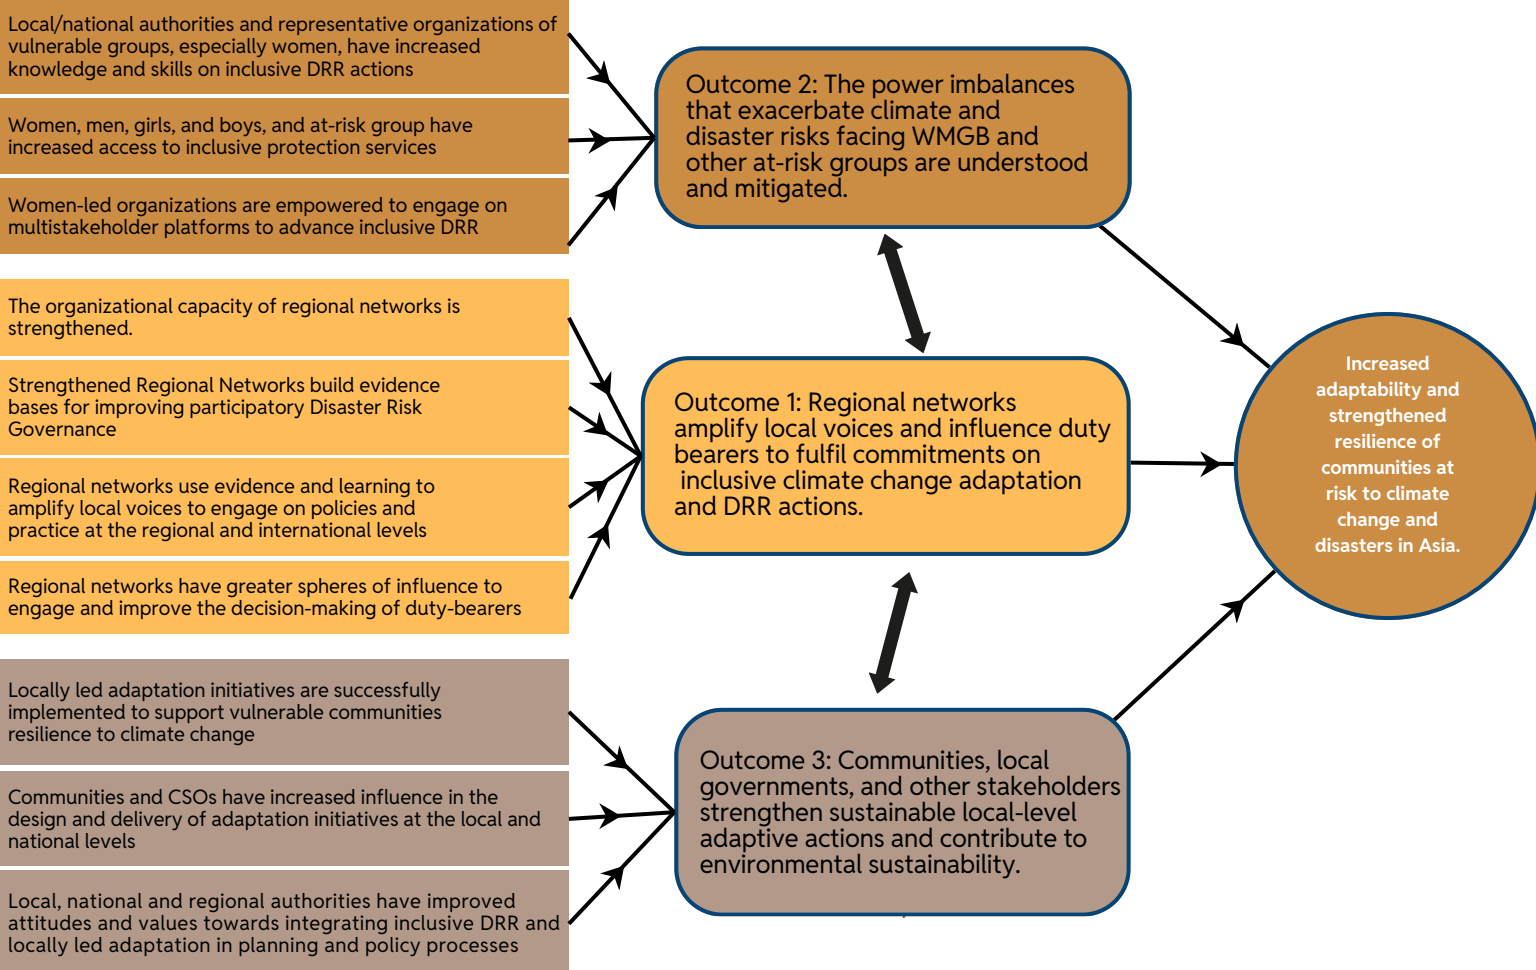 Local/national authorities and representative organizations of
vulnerable groups, especially women, have increased
knowledge and skills on inclusive DRR actions
Women, men, girls, and boys, and at-risk group have
increased access to inclusive protection services
Women-led organizations are empowered to engage on
multistakeholder platforms to advance inclusive DRR
The organizational capacity of regional networks is
strengthened.
Strengthened Regional Networks build evidence
bases for improving participatory Disaster Risk
Governance
Regional networks use evidence and learning to
amplify local voices to engage on policies and
practice at the regional and international levels
Regional networks have greater spheres of influence to
engage and improve the decision-making of duty-bearers
Locally led adaptation initiatives are successfully
implemented to support vulnerable communities
resilience to climate change
Communities and CSOs have increased influence in the
design and delivery of adaptation initiatives at the local and
national levels
Local, national and regional authorities have improved
attitudes and values towards integrating inclusive DRR and
locally led adaptation in planning and policy processes
Outcome 2: The power imbalances
that exacerbate climate and
disaster risks facing WMGB and
other at-risk groups are understood
and mitigated.
Outcome 1: Regional networks
amplify local voices and influence duty
bearers to fulfil commitments on
inclusive climate change adaptation
and DRR actions.
Outcome 3: Communities, local
governments, and other stakeholders
strengthen sustainable local-level
adaptive actions and contribute to
environmental sustainability.
Increased
adaptability and
strengthened
resilience of
communities at
risk to climate
change and
disasters in Asia.